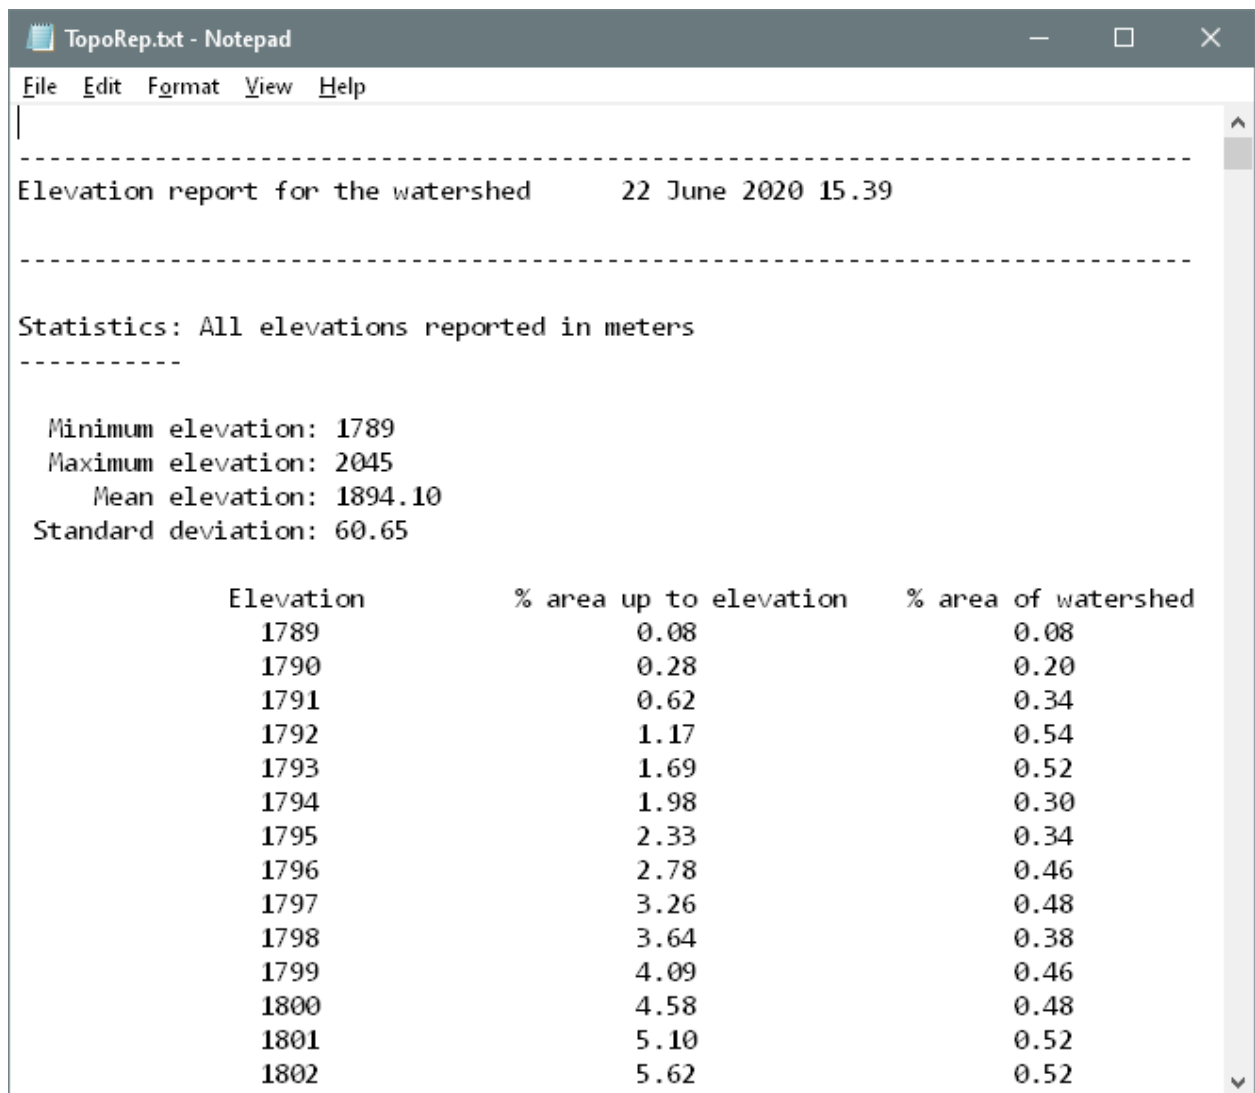 TopoRep.txt - Notepad
File Edit Format View Help
------------------------------------------------------------------------------
Elevation report for the watershed      22 June 2020 15.39
------------------------------------------------------------------------------
Statistics: All elevations reported in meters
-----------
Minimum elevation: 1789
Maximum elevation: 2045
Mean elevation: 1894.10
Standard deviation: 60.65
Elevation % area up to elevation % area of watershed
1789 0.08 0.08
1790 0.28 0.20
1791 0.62 0.34
1792 1.17 0.54
1793 1.69 0.52
1794 1.98 0.30
1795 2.33 0.34
1796 2.78 0.46
1797 3.26 0.48
1798 3.64 0.38
1799 4.09 0.46
1800 4.58 0.48
1801 5.10 0.52
1802 5.62 0.52